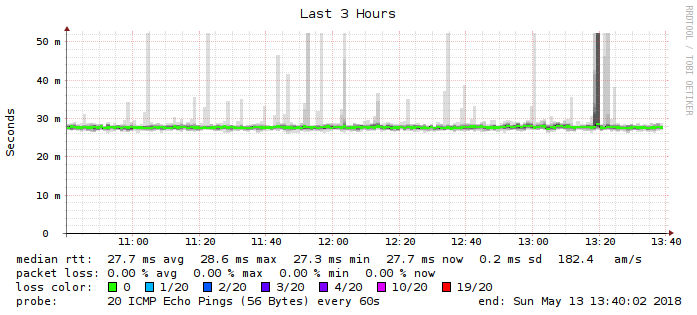 Last 3 Hours
RRDTOOL / TOBI OETIKER
Seconds
50 m
40 m
30 m
20 m
10 m
0
11:00 11:20 11:40 12:00 12:20 12:40 13:00 13:20 13:40
median rtt: 27.7 ms avg 28.6 ms max 27.3 ms min 27.7 ms now 0.2 ms sd 182.4 am/s
packet loss: 0.00 % avg 0.00 % max 0.00 % min 0.00 % now
loss color: 0 1/20 2/20 3/20 4/20 10/20 19/20
probe: 20 ICMP Echo Pings (56 Bytes) every 60s end: Sun May 13 13:40:02 2018